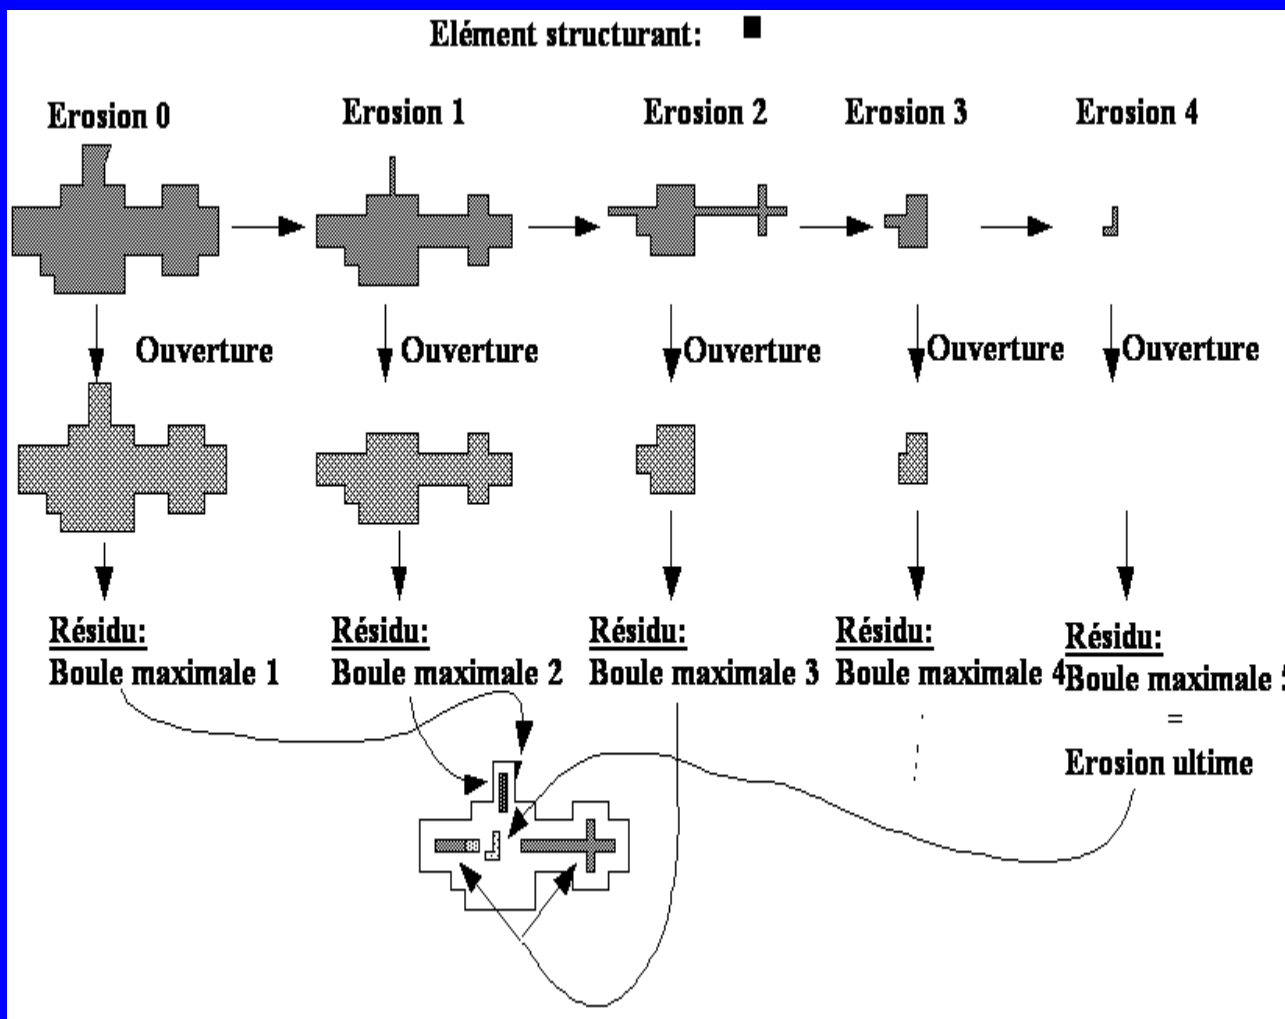 Elément structurant:
Erosion 0
Erosion 1
Erosion 2
Erosion 3
Erosion 4
Ouverture
Ouverture
Ouverture
Ouverture
Ouverture
Résidu:
Boule maximale 1
Résidu:
Boule maximale 2
Résidu:
Boule maximale 3
Résidu:
Boule maximale 4
Résidu:
Boule maximale 5
=
Erosion ultime